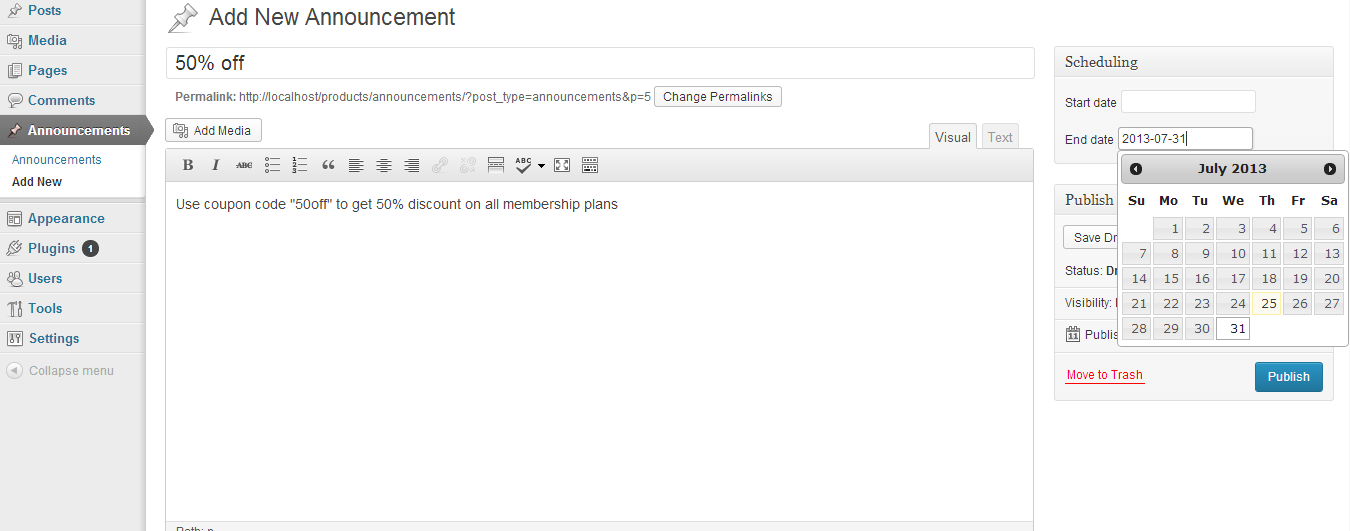 Posts
Media
Pages
Comments
Announcements
Announcements
Add New
Appearance
Plugins 1
Users
Tools
Settings
Collapse menu
Add New Announcement
50% off
Permalink: http://localhost/products/announcements/?post_type=announcements&p=5 Change Permalinks
Add Media
Visual Text
B I ABC ABC
Use coupon code "50off" to get 50% discount on all membership plans
Scheduling
Start date
End date 2013-07-31
July 2013
Su Mo Tu We Th Fr Sa
1 2 3 4 5 6
7 8 9 10 11 12 13
14 15 16 17 18 19 20
21 22 23 24 25 26 27
28 29 30 31
Publish
Save Dr
Status: Dr
Visibility:
11 Publis
Move to Trash Publish